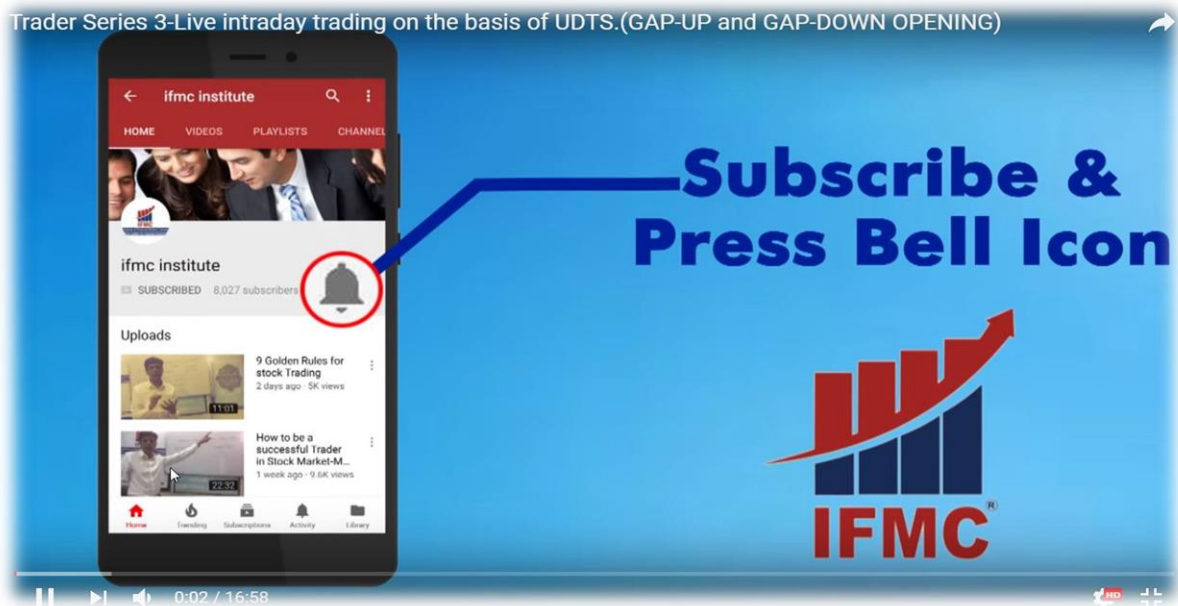 Trader Series 3-Live intraday trading on the basis of UDTS.(GAP-UP and GAP-DOWN OPENING)
ifmc institute
HOME VIDEOS PLAYLISTS CHANNEL
IFMC
ifmc institute
SUBSCRIBED 8,027 subscribers
Uploads
9 Golden Rules for
stock Trading
2 days ago · 5K views
11:01
How to be a
successful Trader
in Stock Market-M...
1 week ago · 9.6K views
22:32
Home Trending Subscriptions Activity Library
Subscribe &
Press Bell Icon
IFMC®
0:02 / 16:58
HD